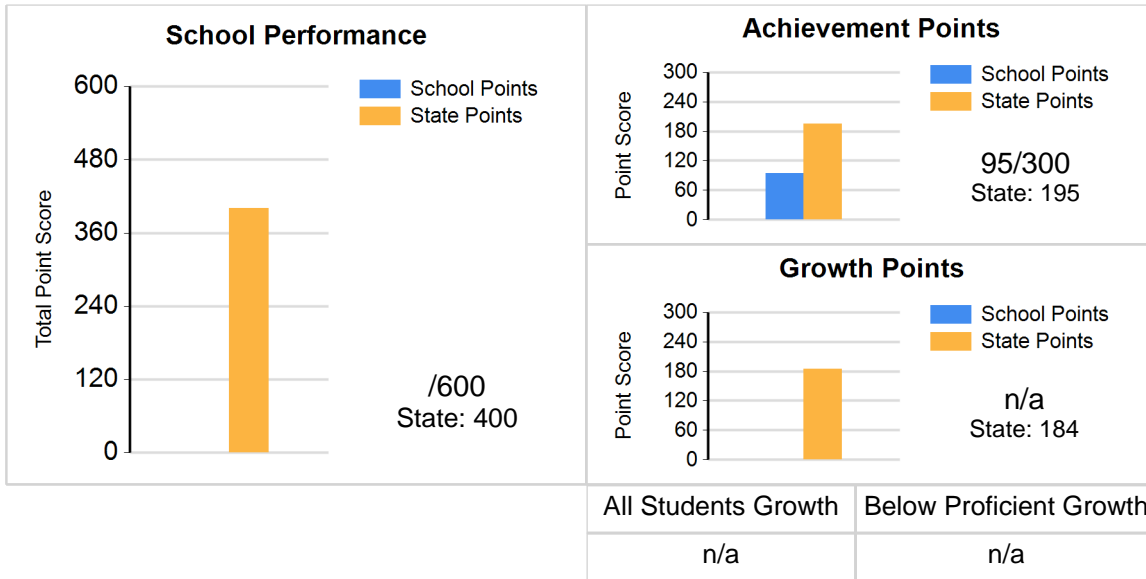 School Performance
600
480
360
240
120
0
Total Point Score
School Points
State Points
/600
State: 400
Achievement Points
300
240
180
120
60
0
Point Score
School Points
State Points
95/300
State: 195
Growth Points
300
240
180
120
60
0
Point Score
School Points
State Points
n/a
State: 184
All Students Growth Below Proficient Growth
n/a n/a